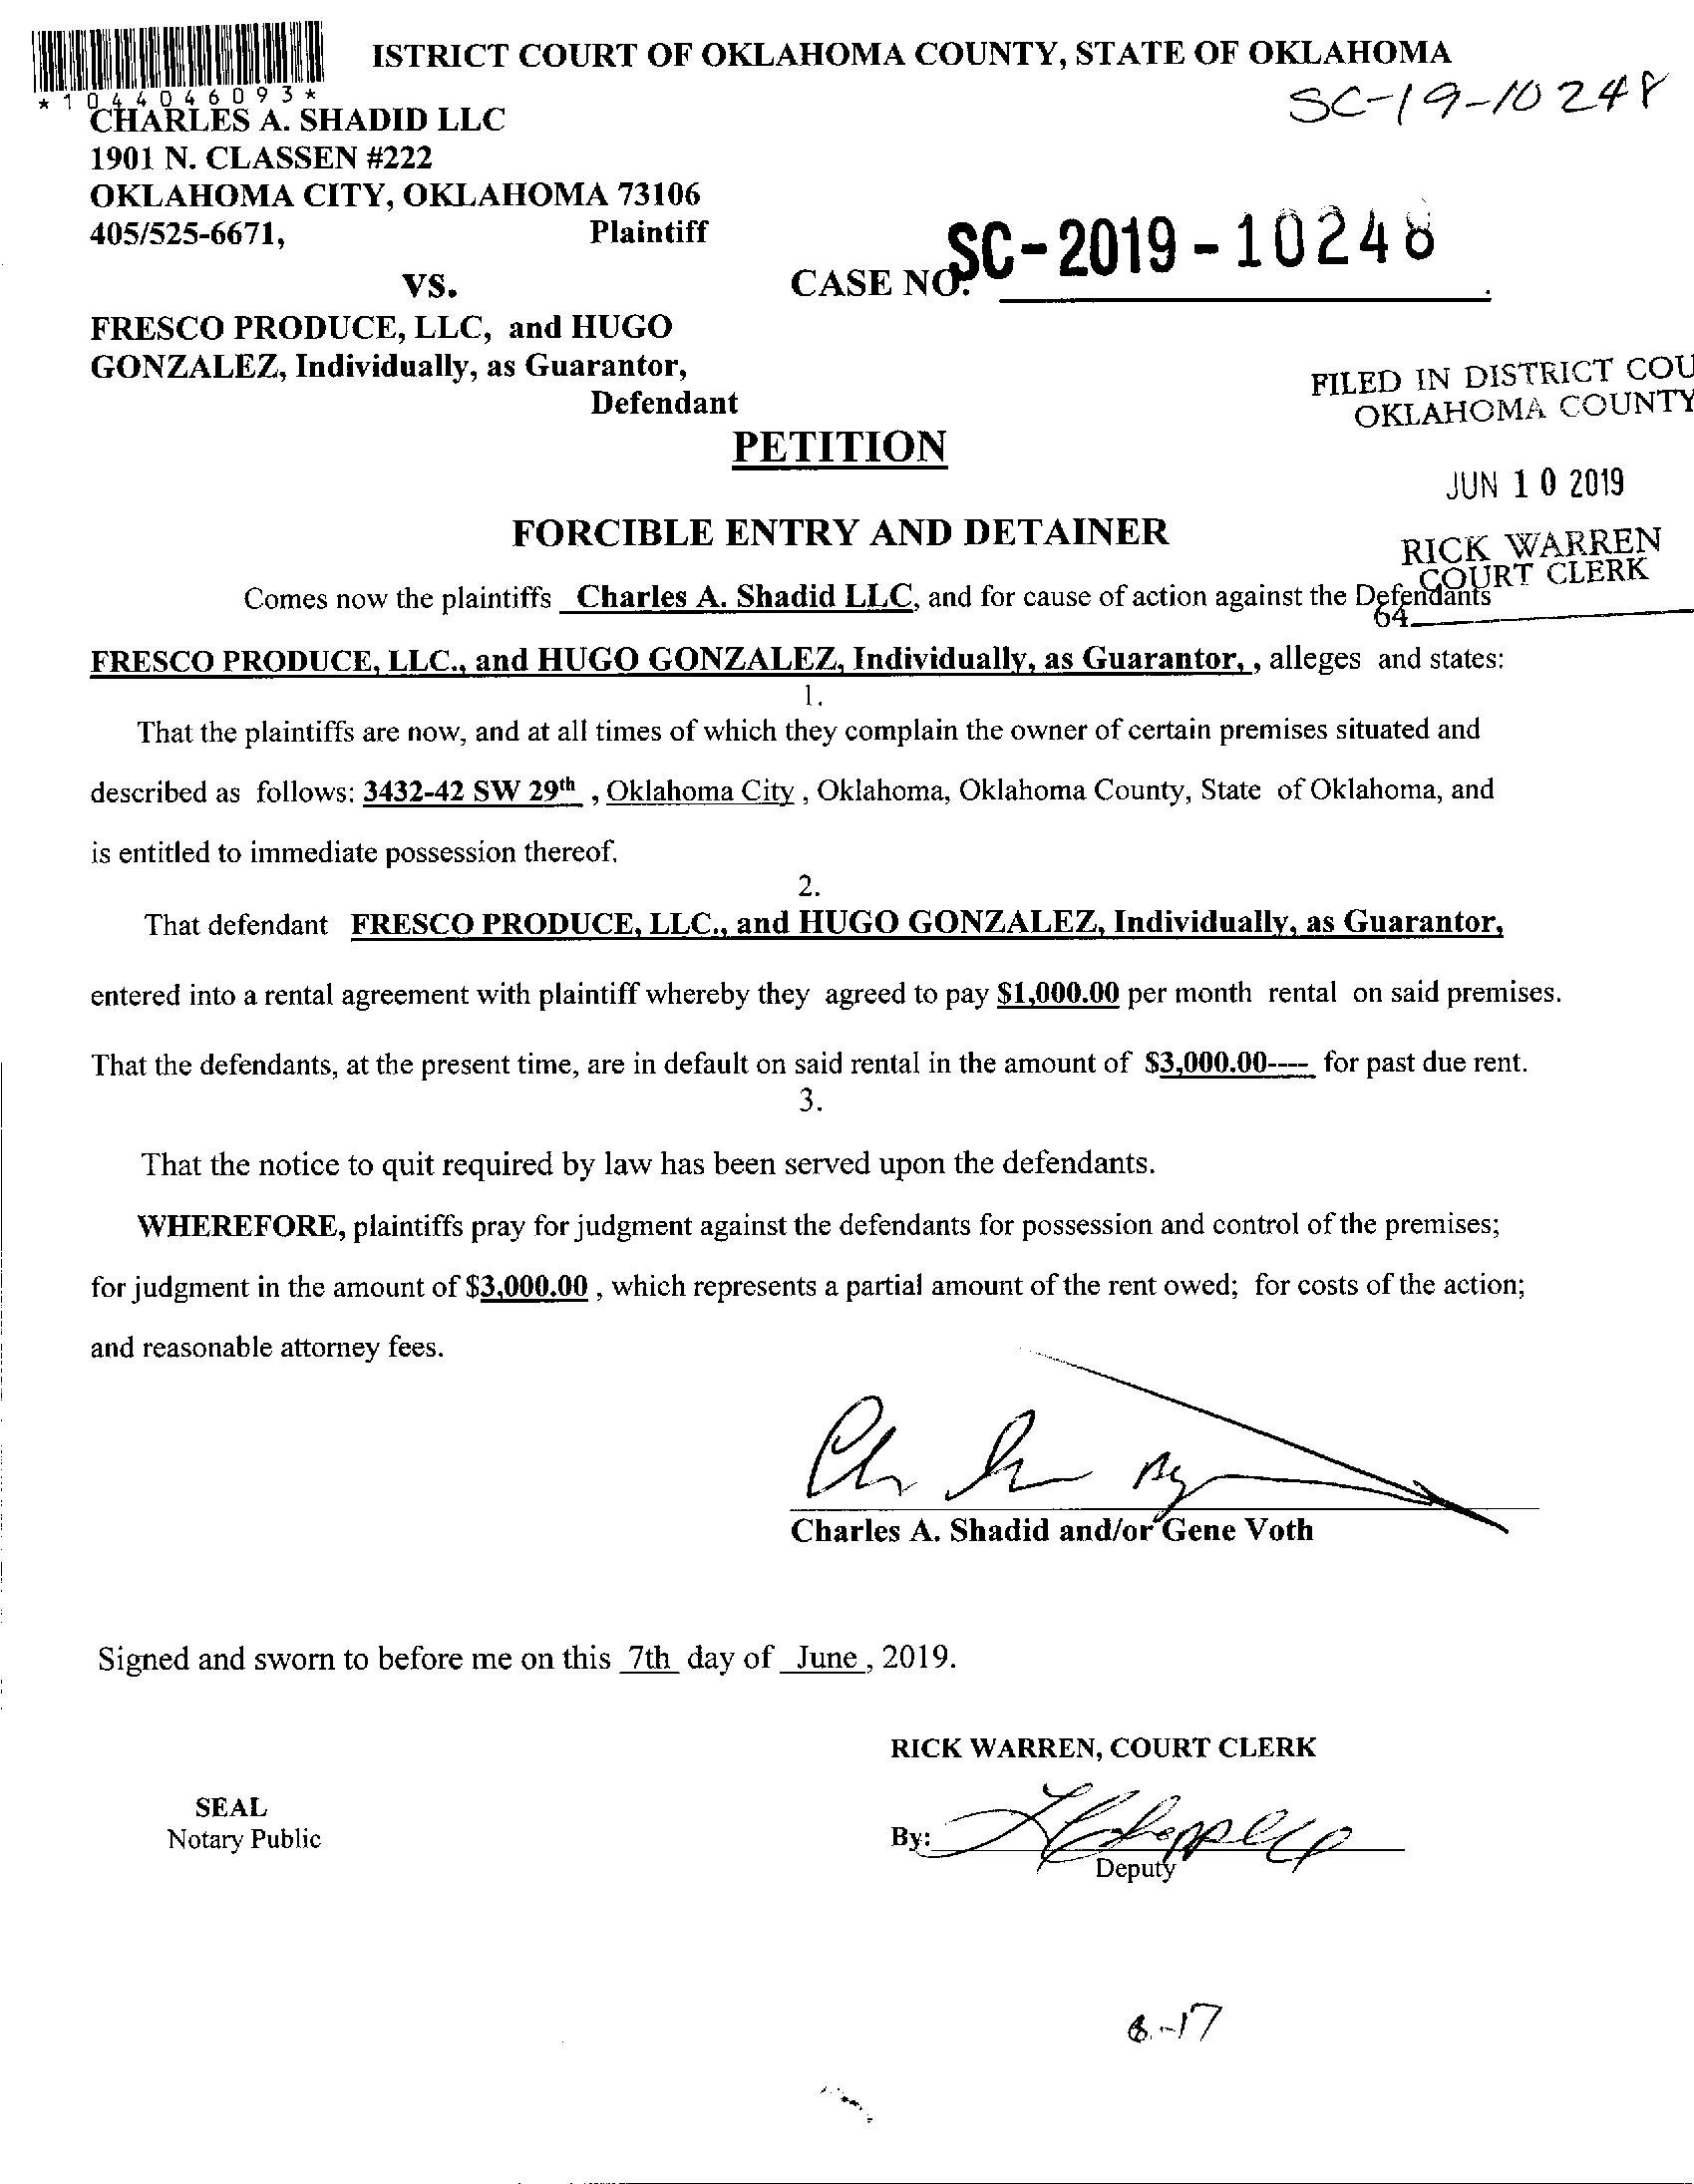 ISTRICT COURT OF OKLAHOMA COUNTY, STATE OF OKLAHOMA
*1044046093*
SC-19-10248
CHARLES A. SHADID LLC
1901 N. CLASSEN #222
OKLAHOMA CITY, OKLAHOMA 73106
405/525-6671, Plaintiff
VS.
CASE NO. SC-2019-10248.
FRESCO PRODUCE, LLC, and HUGO
GONZALEZ, Individually, as Guarantor,
Defendant
FILED IN DISTRICT COU
OKLAHOMA COUNTY
PETITION
JUN 10 2019
FORCIBLE ENTRY AND DETAINER
RICK WARREN
COURT CLERK
64
Comes now the plaintiffs Charles A. Shadid LLC, and for cause of action against the Defendants
FRESCO PRODUCE, LLC., and HUGO GONZALEZ, Individually, as Guarantor, , alleges and states:
1.
That the plaintiffs are now, and at all times of which they complain the owner of certain premises situated and
described as follows: 3432-42 SW 29th , Oklahoma City , Oklahoma, Oklahoma County, State of Oklahoma, and
is entitled to immediate possession thereof.
2.
That defendant FRESCO PRODUCE, LLC., and HUGO GONZALEZ, Individually, as Guarantor,
entered into a rental agreement with plaintiff whereby they agreed to pay $1,000.00 per month rental on said premises.
That the defendants, at the present time, are in default on said rental in the amount of $3,000.00---- for past due rent.
3.
That the notice to quit required by law has been served upon the defendants.
WHEREFORE, plaintiffs pray for judgment against the defendants for possession and control of the premises;
for judgment in the amount of $3,000.00 , which represents a partial amount of the rent owed; for costs of the action;
and reasonable attorney fees.
Charles A. Shadid and/or Gene Voth
Signed and sworn to before me on this 7th day of June , 2019.
RICK WARREN, COURT CLERK
SEAL
Notary Public
By:
Deputy
6-17